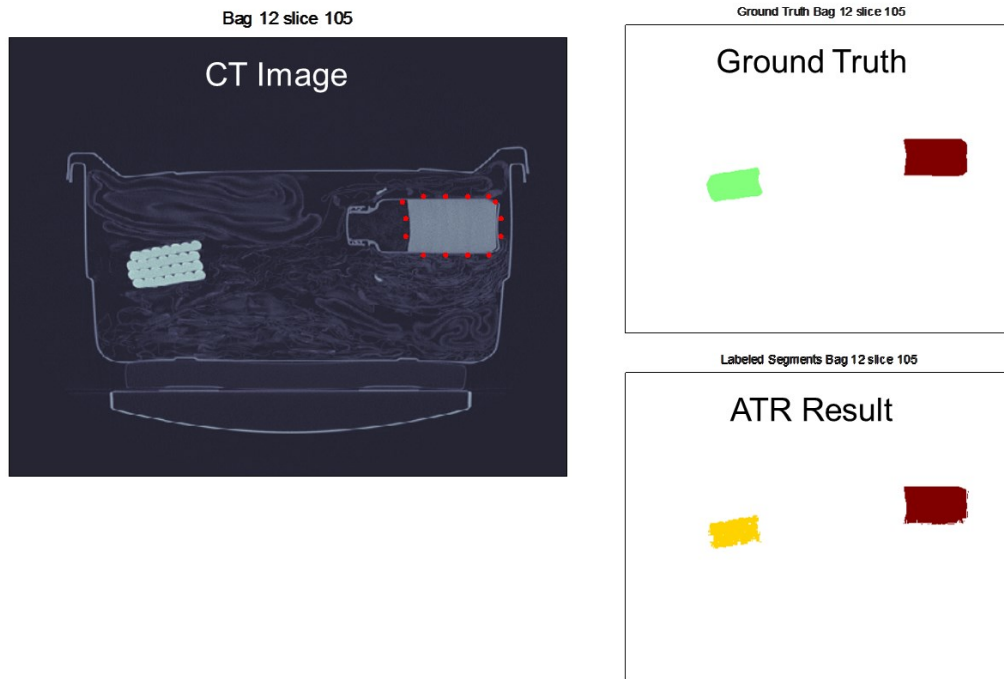 Bag 12 slice 105
CT Image
Ground Truth Bag 12 slice 105
Ground Truth
Labeled Segments Bag 12 slice 105
ATR Result